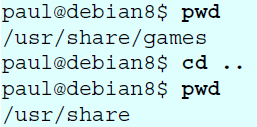 paul@debian8$ pwd
/usr/share/games
paul@debian8$ cd ..
paul@debian8$ pwd
/usr/share